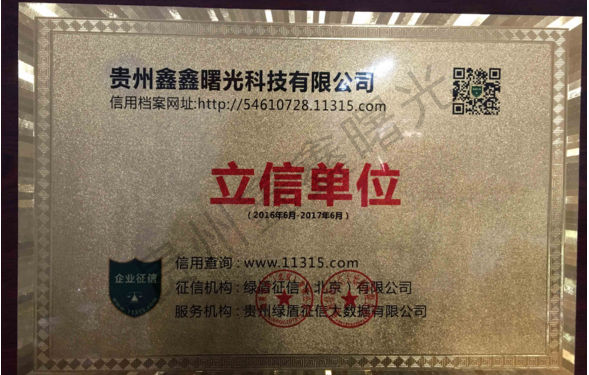 贵州鑫鑫曙光科技有限公司
信用档案网址:http://54610728.11315.com
立信单位
(2016年6月-2017年6月)
企业征信
信用查询:www.11315.com
征信机构:绿盾征信(北京)有限公司
服务机构:贵州绿盾征信大数据有限公司